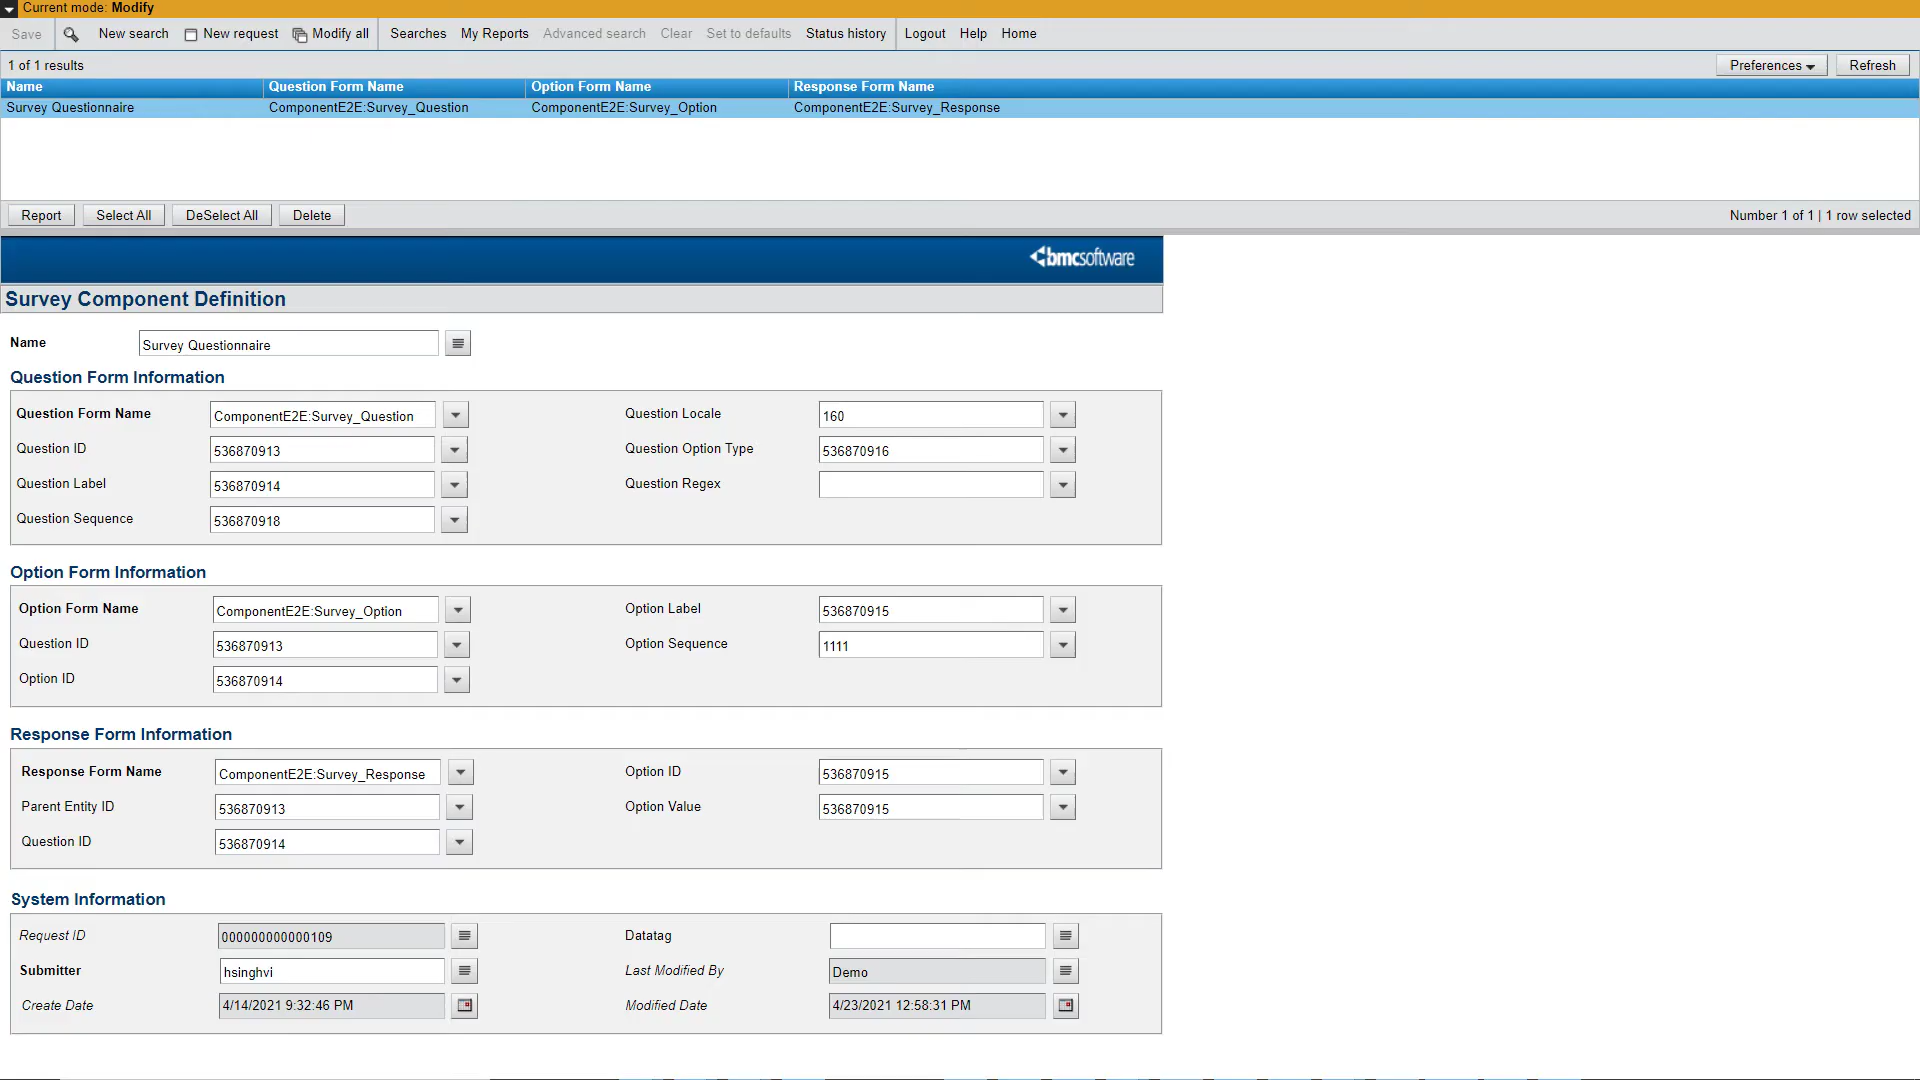 Current mode: Modify
Save New search New request Modify all Searches My Reports Advanced search Clear Set to defaults Status history Logout Help Home
1 of 1 results Preferences Refresh
Name Question Form Name Option Form Name Response Form Name
Survey Questionnaire ComponentE2E:Survey_Question ComponentE2E:Survey_Option ComponentE2E:Survey_Response
Report Select All DeSelect All Delete Number 1 of 1 | 1 row selected
bmcsoftware
Survey Component Definition
Name Survey Questionnaire
Question Form Information
Question Form Name ComponentE2E:Survey_Question Question Locale 160
Question ID 536870913 Question Option Type 536870916
Question Label 536870914 Question Regex
Question Sequence 536870918
Option Form Information
Option Form Name ComponentE2E:Survey_Option Option Label 536870915
Question ID 536870913 Option Sequence 1111
Option ID 536870914
Response Form Information
Response Form Name ComponentE2E:Survey_Response Option ID 536870915
Parent Entity ID 536870913 Option Value 536870915
Question ID 536870914
System Information
Request ID 000000000000109 Datatag
Submitter hsinghvi Last Modified By Demo
Create Date 4/14/2021 9:32:46 PM Modified Date 4/23/2021 12:58:31 PM